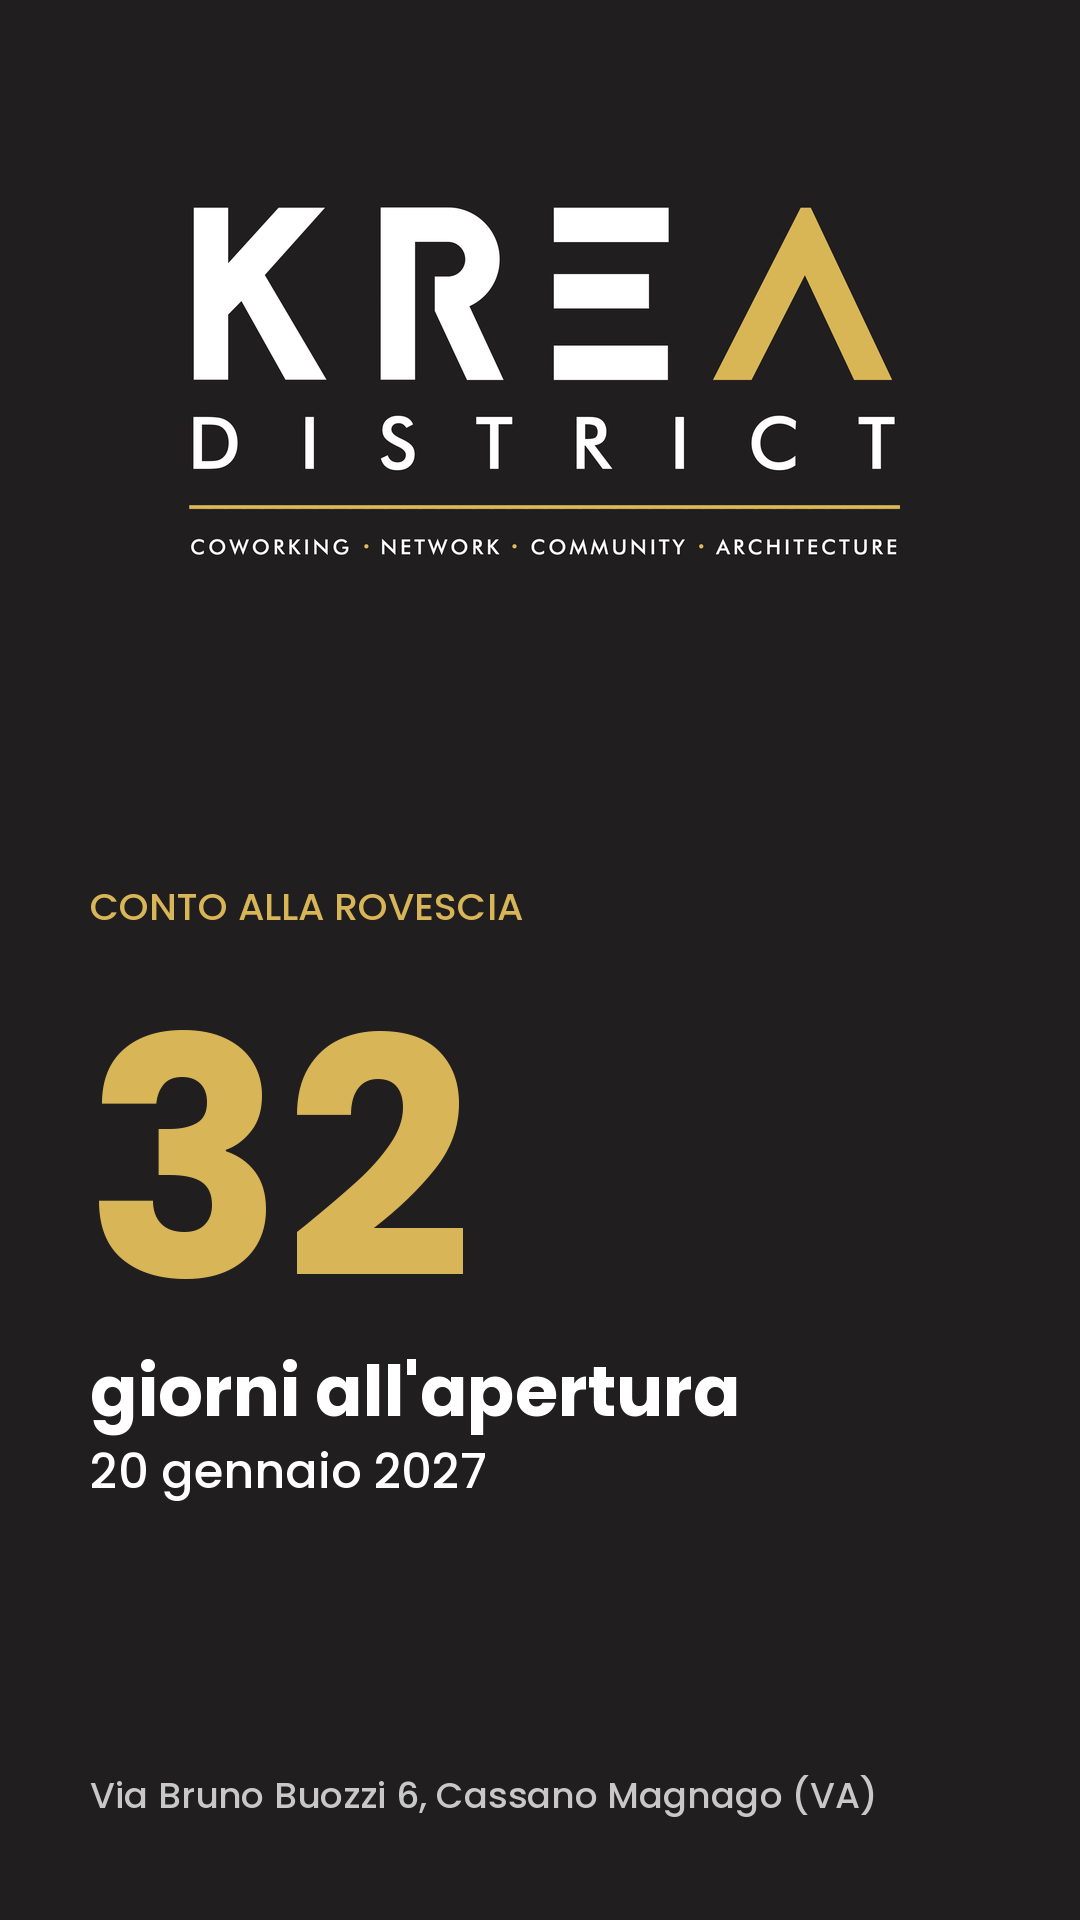 KREA
DISTRICT
COWORKING · NETWORK · COMMUNITY · ARCHITECTURE
CONTO ALLA ROVESCIA
32
giorni all'apertura
20 gennaio 2027
Via Bruno Buozzi 6, Cassano Magnago (VA)